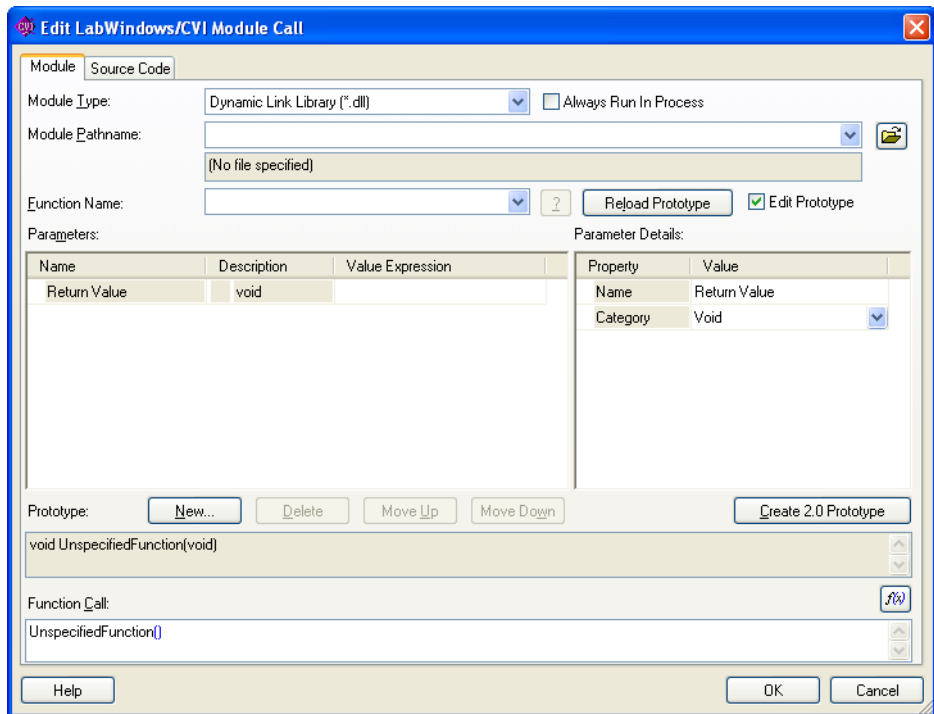 CVI Edit LabWindows/CVI Module Call
Module Source Code
Module Type: Dynamic Link Library (*.dll) Always Run In Process
Module Pathname:
(No file specified)
Function Name: ? Reload Prototype Edit Prototype
Parameters: Parameter Details:
Name Description Value Expression Property Value
Return Value void Name Return Value
Category Void
Prototype: New... Delete Move Up Move Down Create 2.0 Prototype
void UnspecifiedFunction(void)
Function Call: f(x)
UnspecifiedFunction()
Help OK Cancel